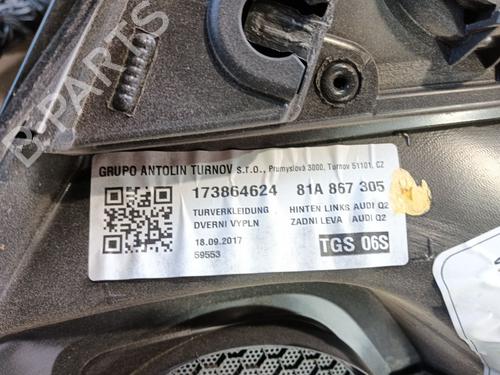 GRUPO ANTOLIN TURNOV s.r.o., Prumyslová 3000, Turnov 51101, CZ
173864624 81A 867 305
TURVERKLEIDUNG HINTEN LINKS AUDI Q2
DVERNI VYPLN ZADNI LEVA AUDI Q2
18.09.2017
59553
TGS 06S
B-PARTS